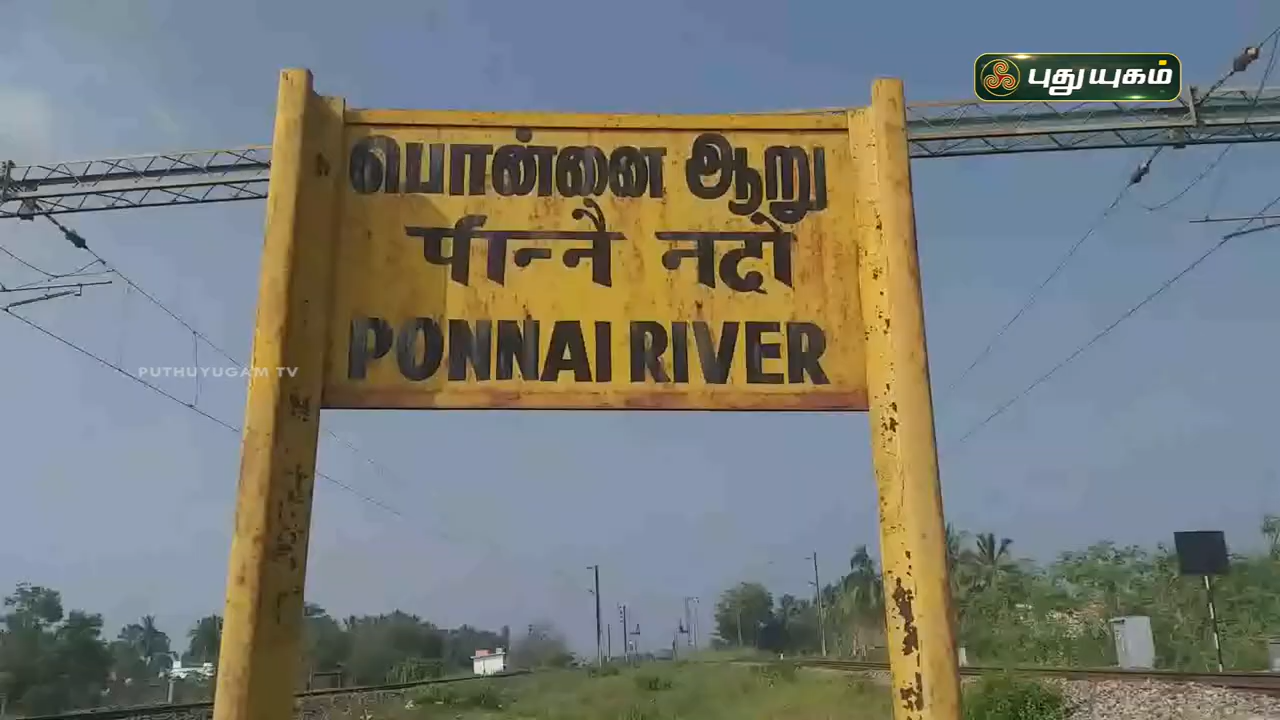 புதுயுகம்
பொன்னை ஆறு
पोन्नै नदी
PONNAI RIVER
PUTHUYUGAM TV